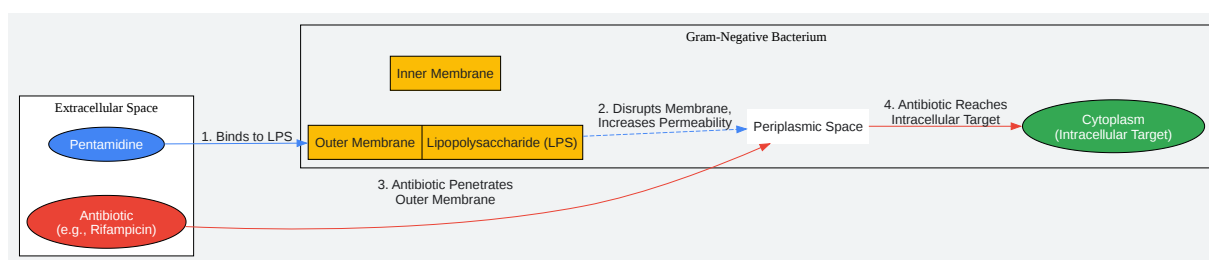 Gram-Negative Bacterium
Inner Membrane
Extracellular Space
Pentamidine
1. Binds to LPS
Outer Membrane
Lipopolysaccharide (LPS)
2. Disrupts Membrane,
Increases Permeability
Periplasmic Space
4. Antibiotic Reaches
Intracellular Target
Cytoplasm
(Intracellular Target)
3. Antibiotic Penetrates
Outer Membrane
Antibiotic
(e.g., Rifampicin)